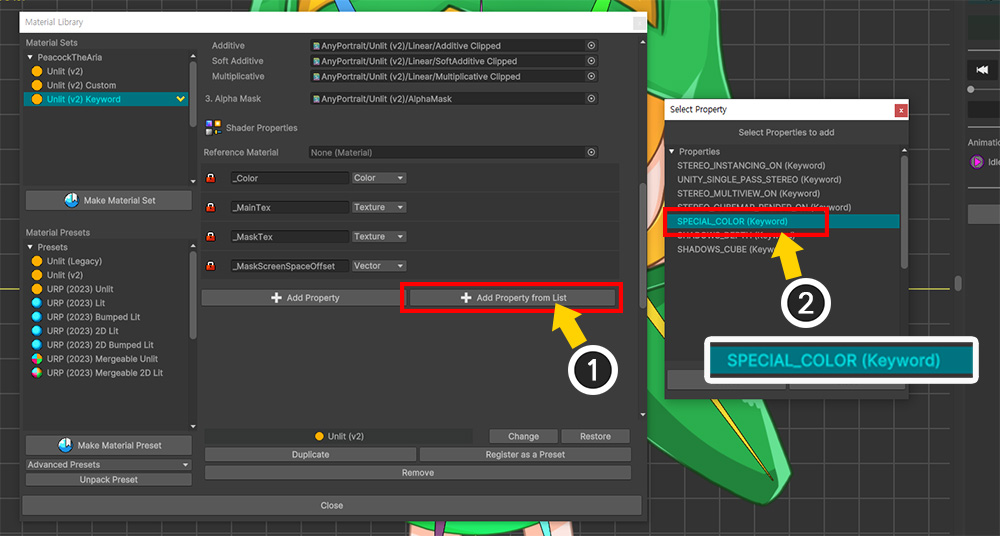 Material Library
Material Sets
PeacockTheAria
Unlit (v2)
Unlit (v2) Custom
Unlit (v2) Keyword
Make Material Set
Material Presets
Presets
Unlit (Legacy)
Unlit (v2)
URP (2023) Unlit
URP (2023) Lit
URP (2023) Bumped Lit
URP (2023) 2D Lit
URP (2023) 2D Bumped Lit
URP (2023) Mergeable Unlit
URP (2023) Mergeable 2D Lit
Make Material Preset
Advanced Presets
Unpack Preset
Additive AnyPortrait/Unlit (v2)/Linear/Additive Clipped
Soft Additive AnyPortrait/Unlit (v2)/Linear/SoftAdditive Clipped
Multiplicative AnyPortrait/Unlit (v2)/Linear/Multiplicative Clipped
3. Alpha Mask AnyPortrait/Unlit (v2)/AlphaMask
Shader Properties
Reference Material None (Material)
_Color Color
_MainTex Texture
_MaskTex Texture
_MaskScreenSpaceOffset Vector
Add Property Add Property from List
1
Unlit (v2) Change Restore
Duplicate Register as a Preset
Remove
Close
Select Property
x
Select Properties to add
Properties
STEREO_INSTANCING_ON (Keyword)
UNITY_SINGLE_PASS_STEREO (Keyword)
STEREO_MULTIVIEW_ON (Keyword)
STEREO_CUBEMAP_RENDER_ON (Keyword)
SPECIAL_COLOR (Keyword)
SHADOWS_DEPTH (Keyword)
SHADOWS_CUBE (Keyw
2
SPECIAL_COLOR (Keyword)
Animatio
Idle